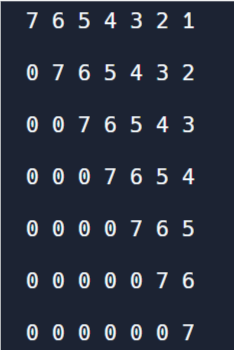 7 6 5 4 3 2 1
0 7 6 5 4 3 2
0 0 7 6 5 4 3
0 0 0 7 6 5 4
0 0 0 0 7 6 5
0 0 0 0 0 7 6
0 0 0 0 0 0 7